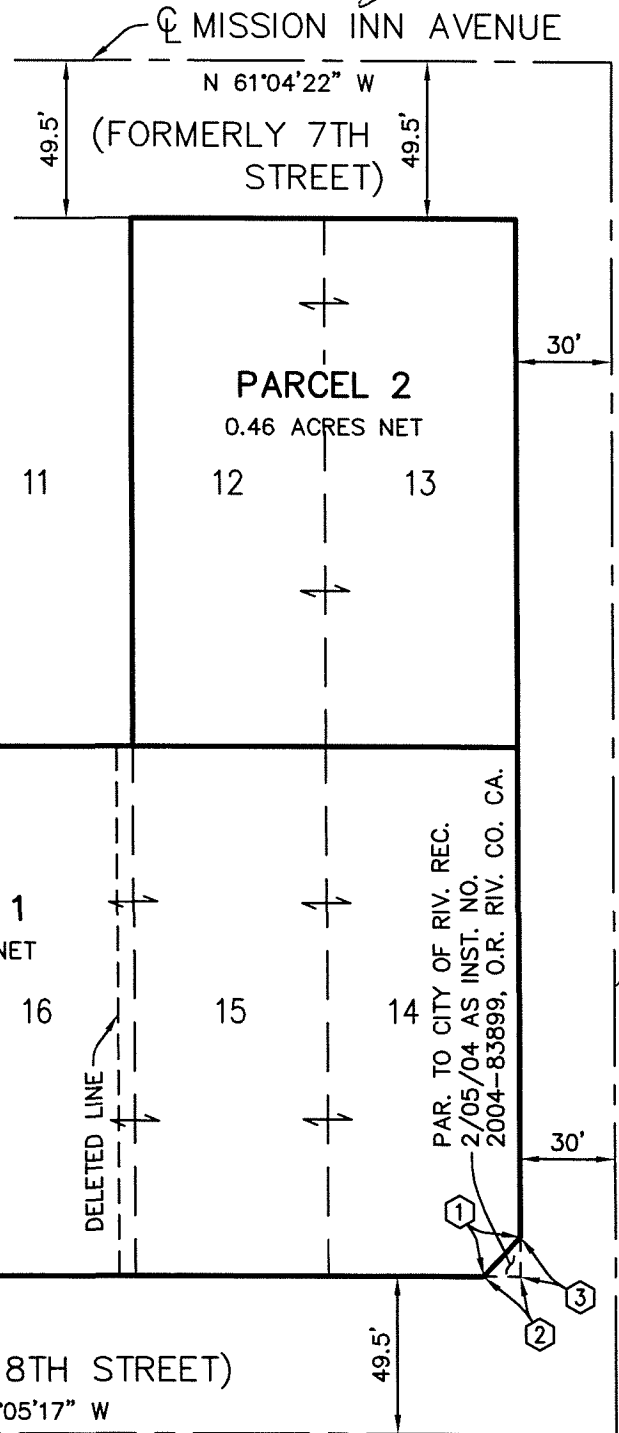 ℄ MISSION INN AVENUE
N 61°04'22" W
49.5'
49.5'
(FORMERLY 7TH
STREET)
30'
PARCEL 2
0.46 ACRES NET
11
12
13
1
NET
16
15
14
DELETED LINE
PAR. TO CITY OF RIV. REC.
2/05/04 AS INST. NO.
2004-83899, O.R. RIV. CO. CA.
30'
1
3
2
49.5'
8TH STREET)
°05'17" W